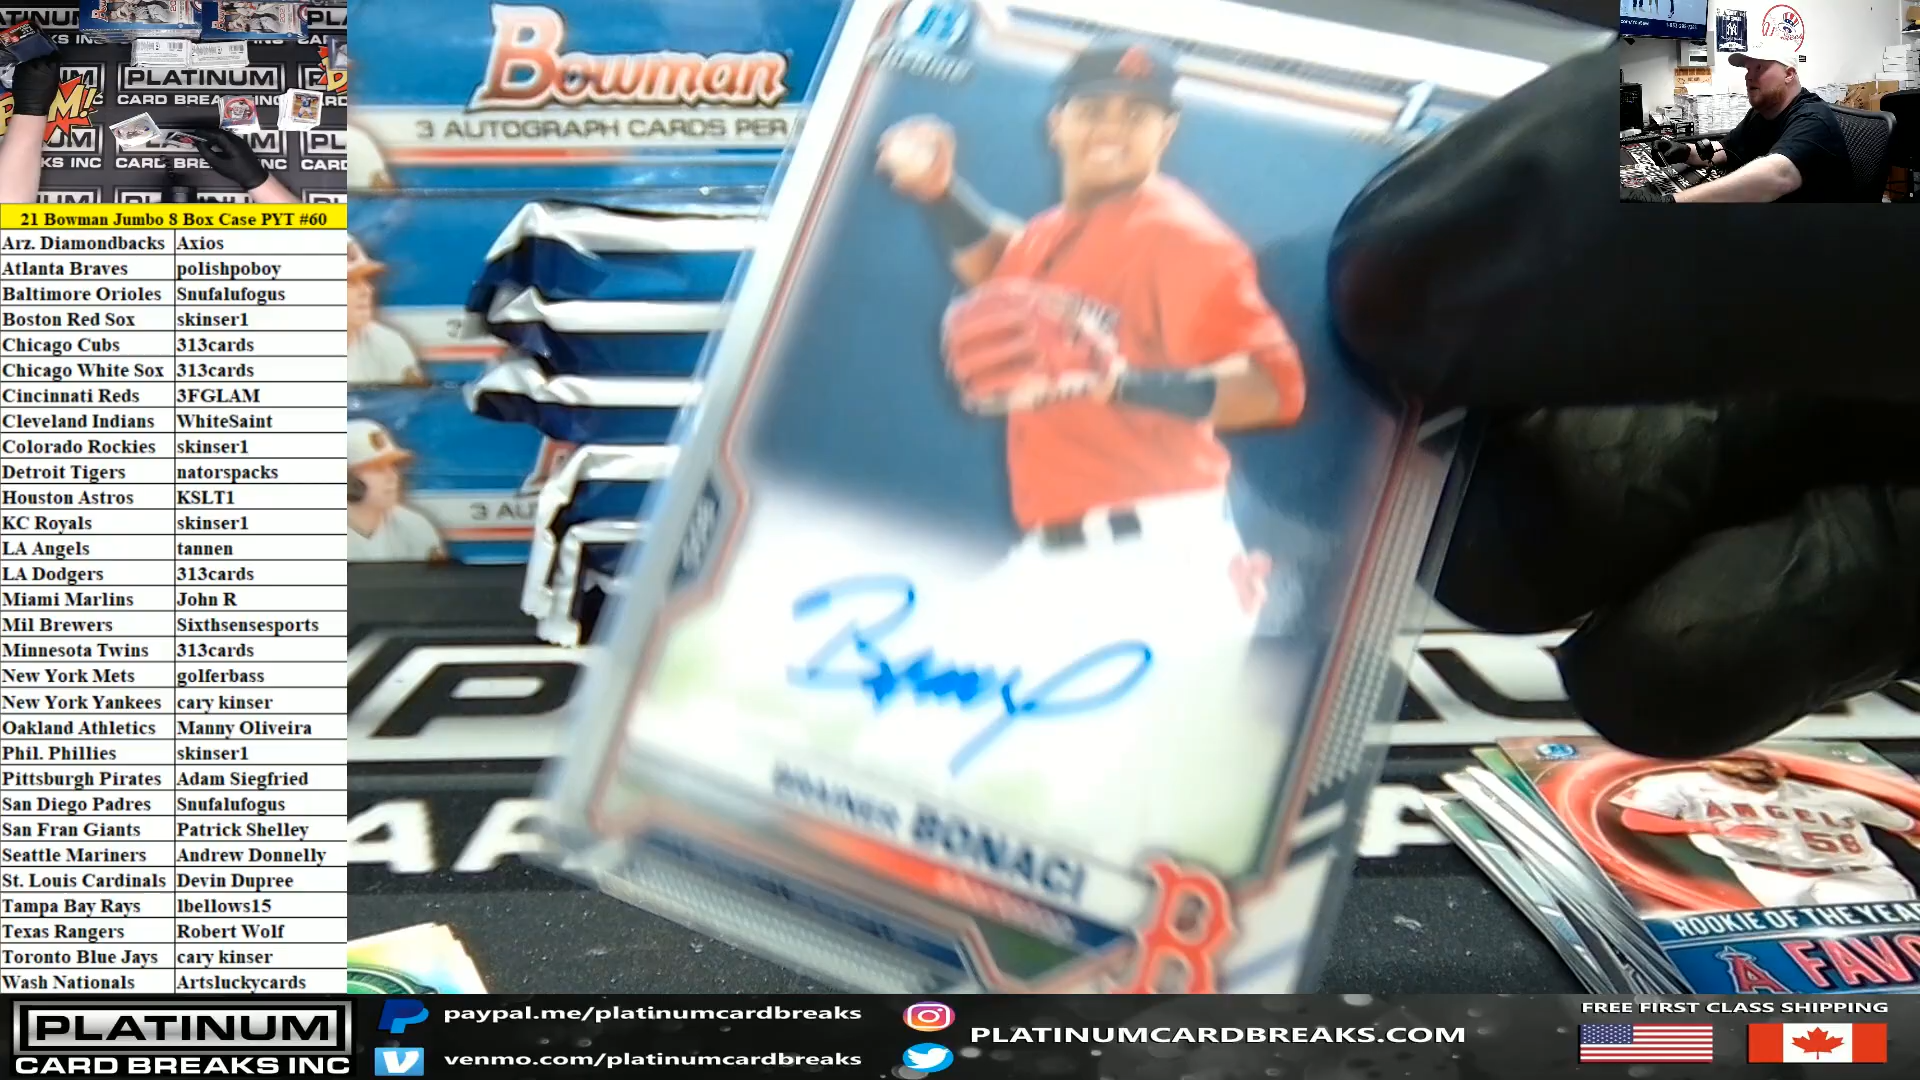 21 Bowman Jumbo 8 Box Case PYT #60
Arz. Diamondbacks Axios
Atlanta Braves polishpoboy
Baltimore Orioles Snufalufogus
Boston Red Sox skinser1
Chicago Cubs 313cards
Chicago White Sox 313cards
Cincinnati Reds 3FGLAM
Cleveland Indians WhiteSaint
Colorado Rockies skinser1
Detroit Tigers natorspacks
Houston Astros KSLT1
KC Royals skinser1
LA Angels tannen
LA Dodgers 313cards
Miami Marlins John R
Mil Brewers Sixthsensesports
Minnesota Twins 313cards
New York Mets golferbass
New York Yankees cary kinser
Oakland Athletics Manny Oliveira
Phil. Phillies skinser1
Pittsburgh Pirates Adam Siegfried
San Diego Padres Snufalufogus
San Fran Giants Patrick Shelley
Seattle Mariners Andrew Donnelly
St. Louis Cardinals Devin Dupree
Tampa Bay Rays lbellows15
Texas Rangers Robert Wolf
Toronto Blue Jays cary kinser
Wash Nationals Artsluckycards
PLATINUM
CARD BREAKS INC
Bowman
3 AUTOGRAPH CARDS PER
3 AU
BONACI
B
ANGELS
58
ROOKIE OF THE YEAR
A FAVO
PLATINUM
CARD BREAKS INC
paypal.me/platinumcardbreaks
venmo.com/platinumcardbreaks
PLATINUMCARDBREAKS.COM
FREE FIRST CLASS SHIPPING